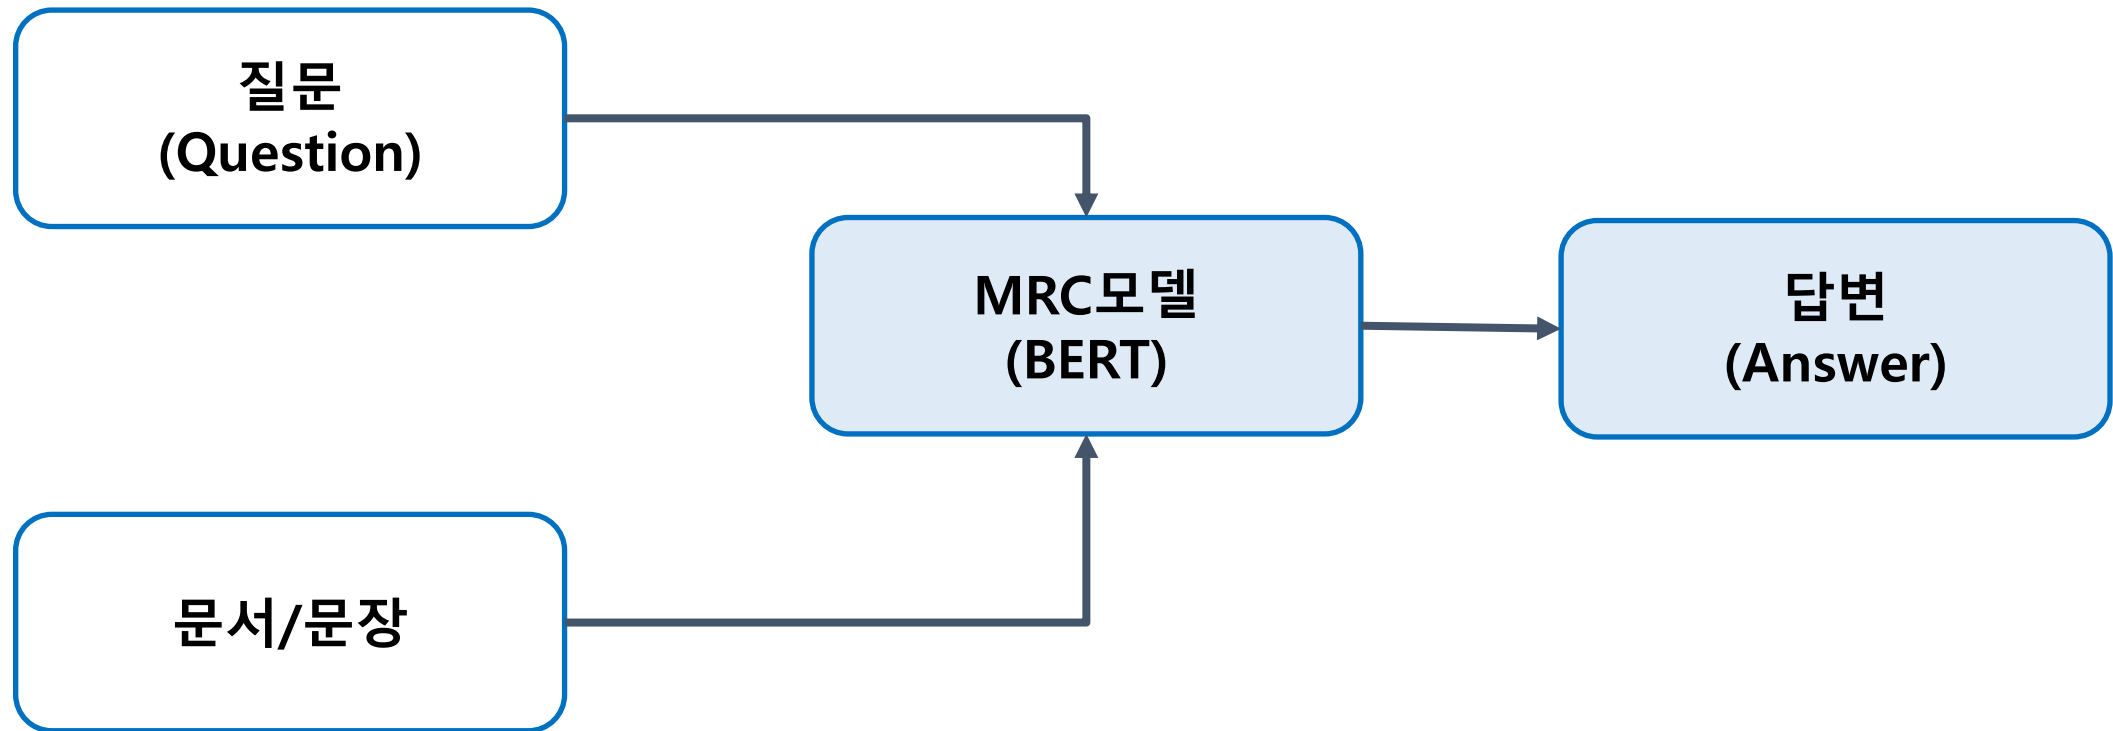 질문
(Question)
MRC모델
(BERT)
답변
(Answer)
문서/문장